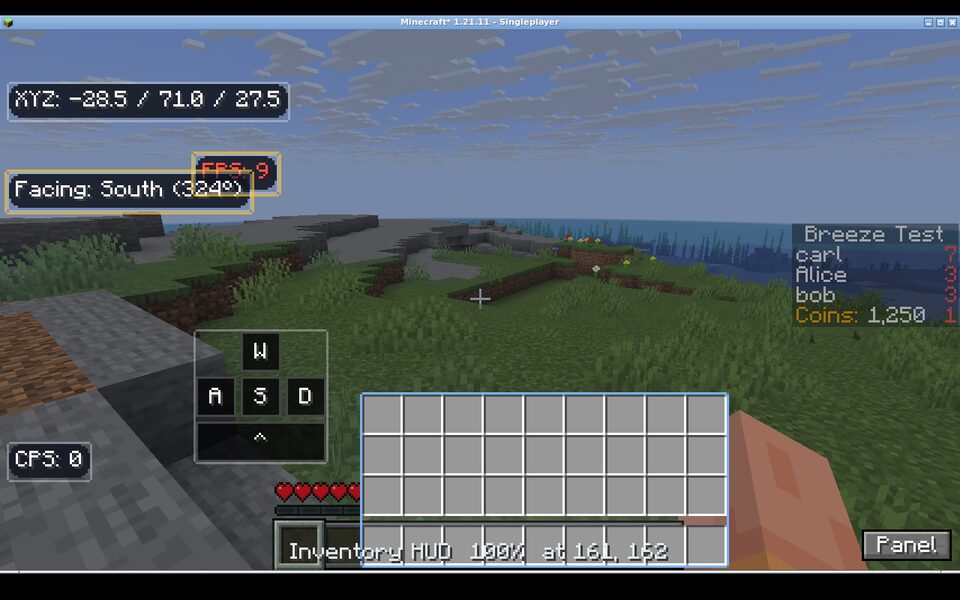 Minecraft* 1.21.11 - Singleplayer
XYZ: -28.5 / 71.0 / 27.5
FPS: 9
Facing: South (324°)
Breeze Test
carl 7
Alice 3
bob 3
Coins: 1,250 1
W
A S D
^
CPS: 0
Inventory HUD 100% at 161, 162
Panel